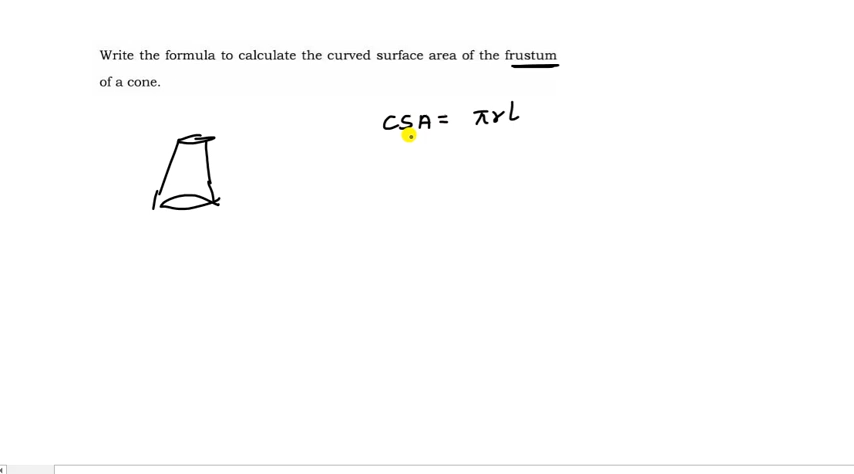 Write the formula to calculate the curved surface area of the frustum
of a cone.
CSA = πrl